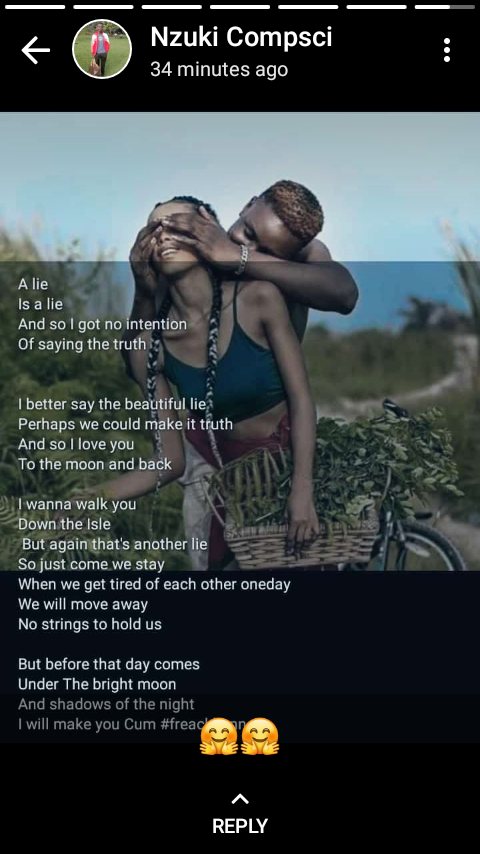 Nzuki Compsci
34 minutes ago
A lie
Is a lie
And so I got no intention
Of saying the truth
I better say the beautiful lie
Perhaps we could make it truth
And so I love you
To the moon and back
I wanna walk you
Down the Isle
But again that's another lie
So just come we stay
When we get tired of each other oneday
We will move away
No strings to hold us
But before that day comes
Under The bright moon
And shadows of the night
I will make you Cum
REPLY